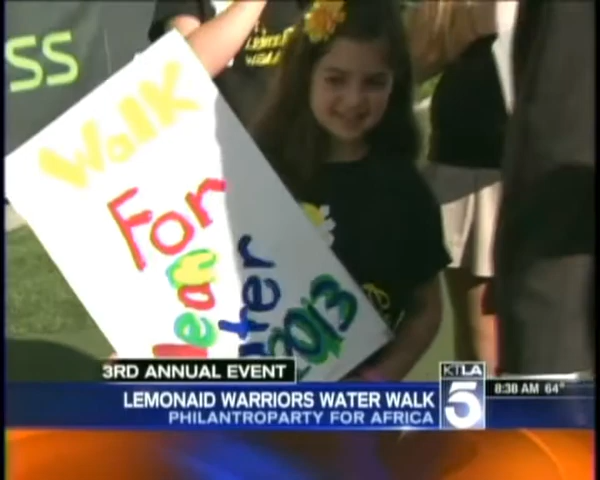 SS
Walk
For
Clean
Water
2013
3RD ANNUAL EVENT
LEMONAID WARRIORS WATER WALK
PHILANTROPARTY FOR AFRICA
KTLA
5
8:38 AM 64°